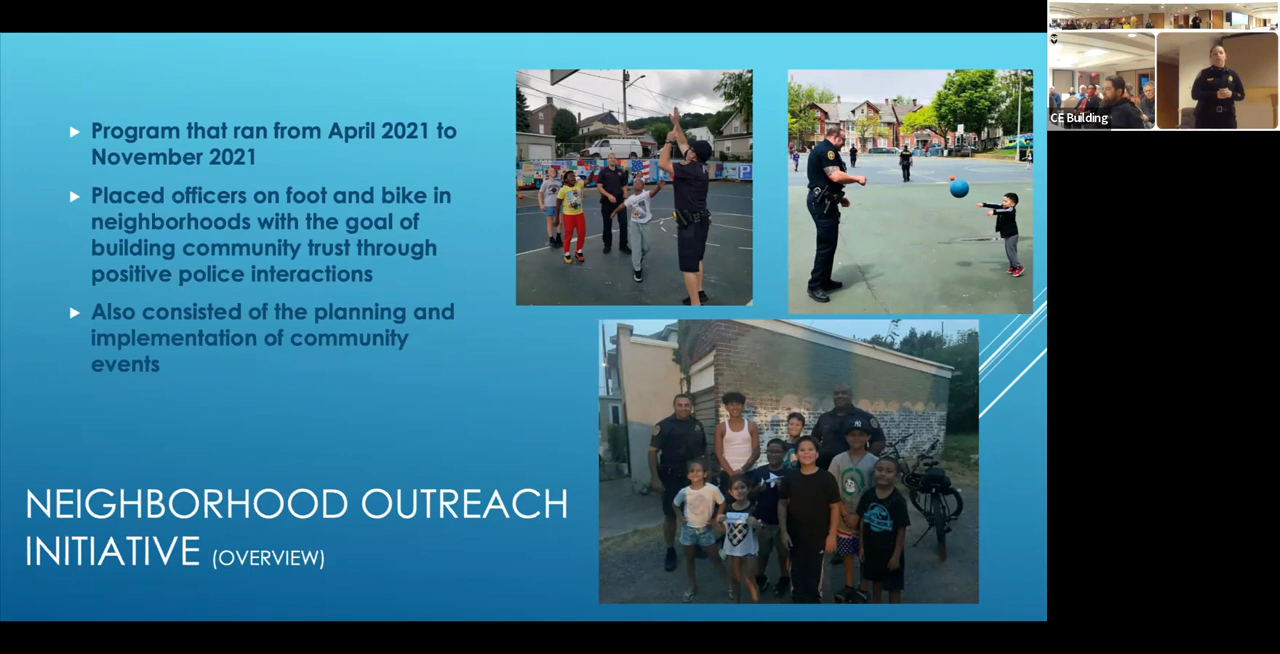 Program that ran from April 2021 to
November 2021
Placed officers on foot and bike in
neighborhoods with the goal of
building community trust through
positive police interactions
Also consisted of the planning and
implementation of community
events
NEIGHBORHOOD OUTREACH
INITIATIVE (OVERVIEW)
CE Building